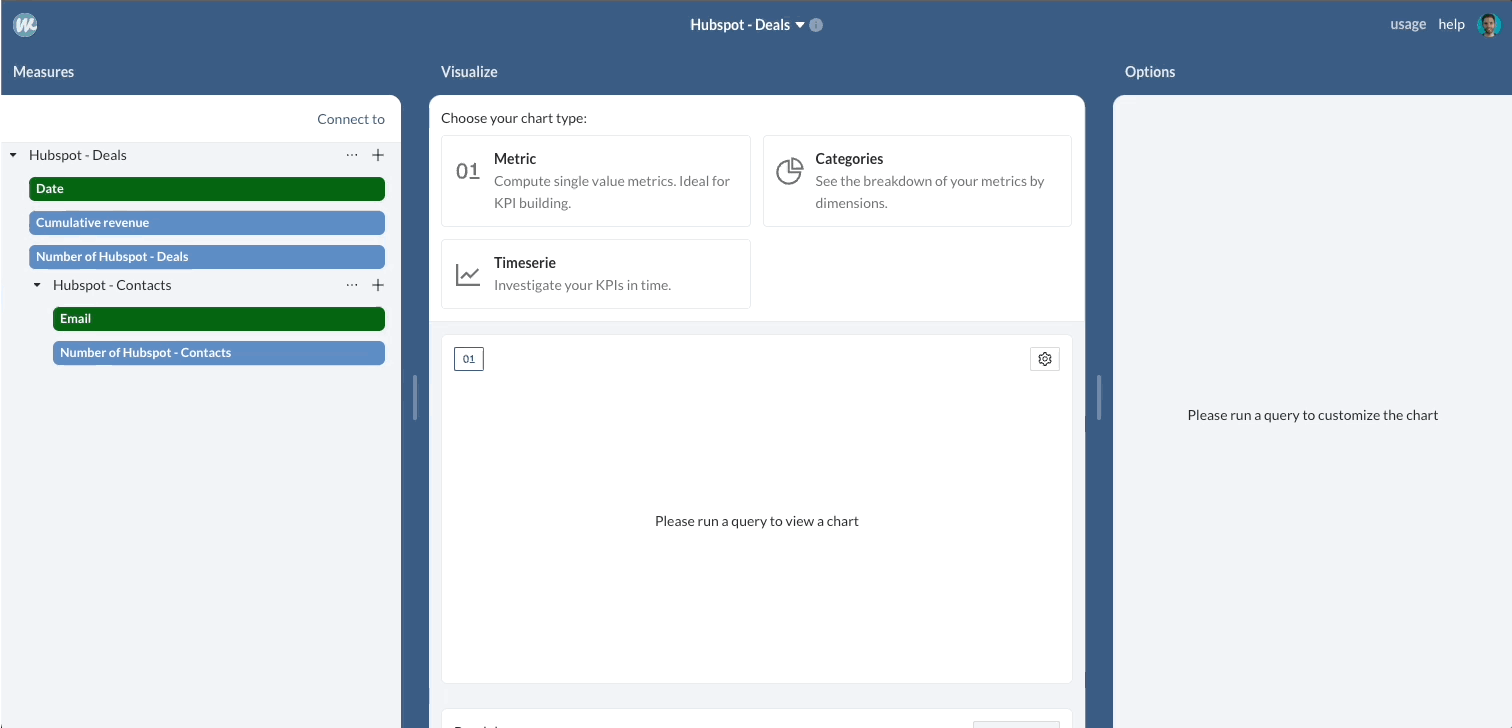 Hubspot - Deals
usage help
Measures
Visualize
Options
Connect to
Hubspot - Deals
Date
Cumulative revenue
Number of Hubspot - Deals
Hubspot - Contacts
Email
Number of Hubspot - Contacts
Choose your chart type:
01
Metric
Compute single value metrics. Ideal for
KPI building.
Categories
See the breakdown of your metrics by
dimensions.
Timeserie
Investigate your KPIs in time.
01
Please run a query to view a chart
Please run a query to customize the chart